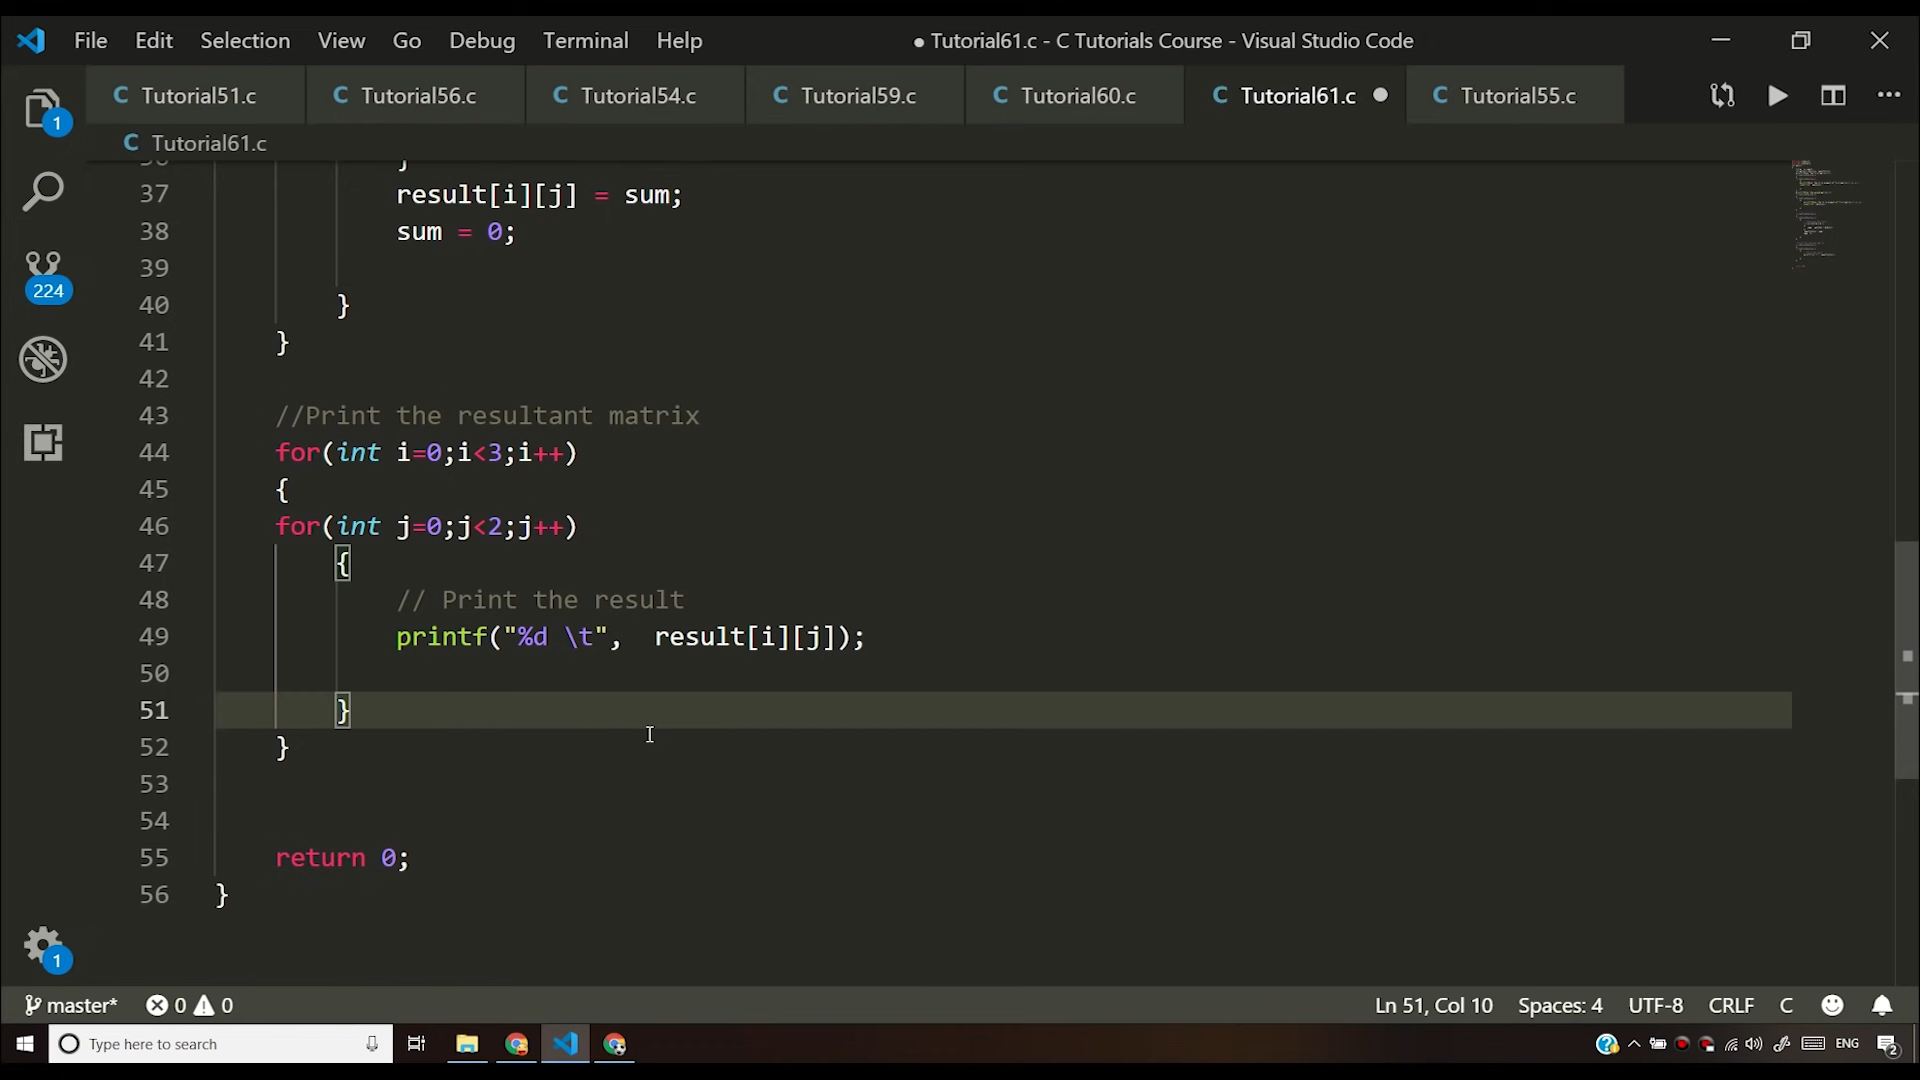 File Edit Selection View Go Debug Terminal Help
● Tutorial61.c - C Tutorials Course - Visual Studio Code
C Tutorial51.c C Tutorial56.c C Tutorial54.c C Tutorial59.c C Tutorial60.c C Tutorial61.c ● C Tutorial55.c
C Tutorial61.c
1
224
1
37 result[i][j] = sum;
38 sum = 0;
39
40 }
41 }
42
43 //Print the resultant matrix
44 for(int i=0;i<3;i++)
45 {
46 for(int j=0;j<2;j++)
47 {
48 // Print the result
49 printf("%d \t",  result[i][j]);
50
51 }
52 }
53
54
55 return 0;
56 }
master* 0 0 Ln 51, Col 10 Spaces: 4 UTF-8 CRLF C
Type here to search ENG 2